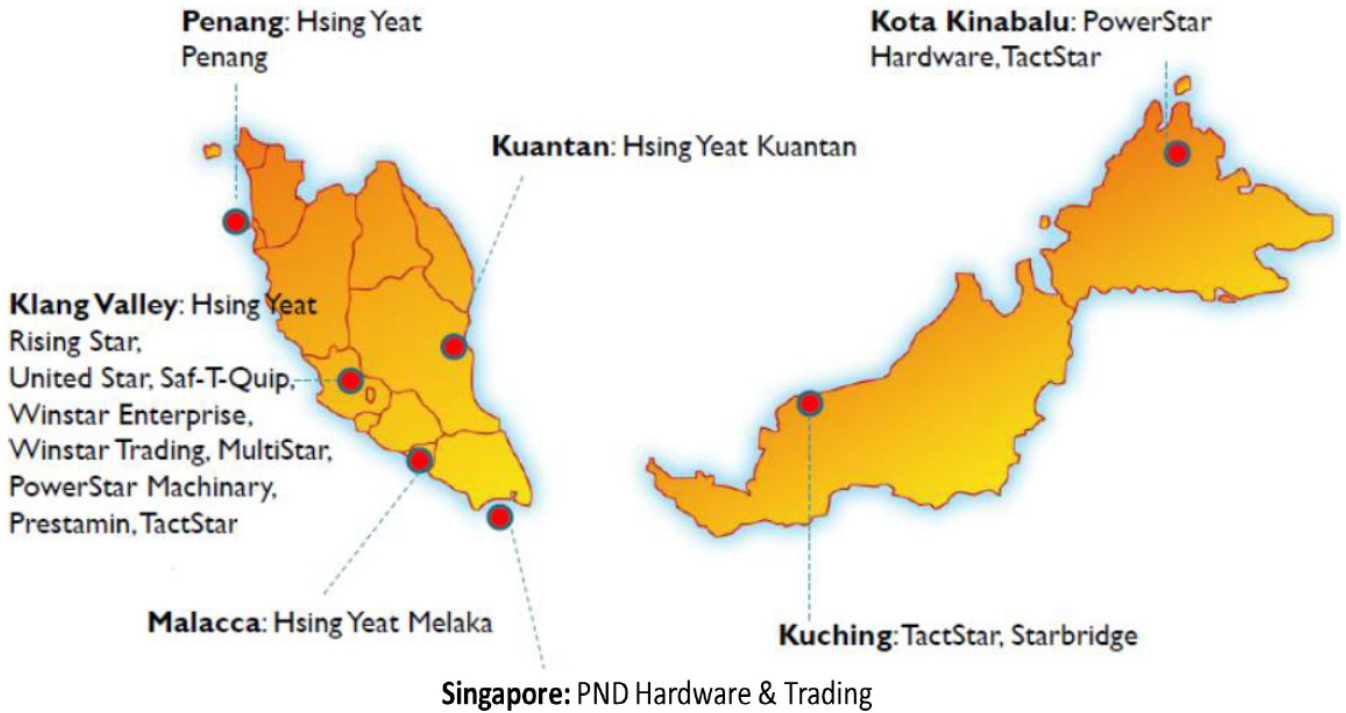 Penang: Hsing Yeat
Penang
Kota Kinabalu: PowerStar
Hardware, TactStar
Kuantan: Hsing Yeat Kuantan
Klang Valley: Hsing Yeat
Rising Star,
United Star, Saf-T-Quip,
Winstar Enterprise,
Winstar Trading, MultiStar,
PowerStar Machinary,
Prestamin, TactStar
Malacca: Hsing Yeat Melaka
Kuching: TactStar, Starbridge
Singapore: PND Hardware & Trading